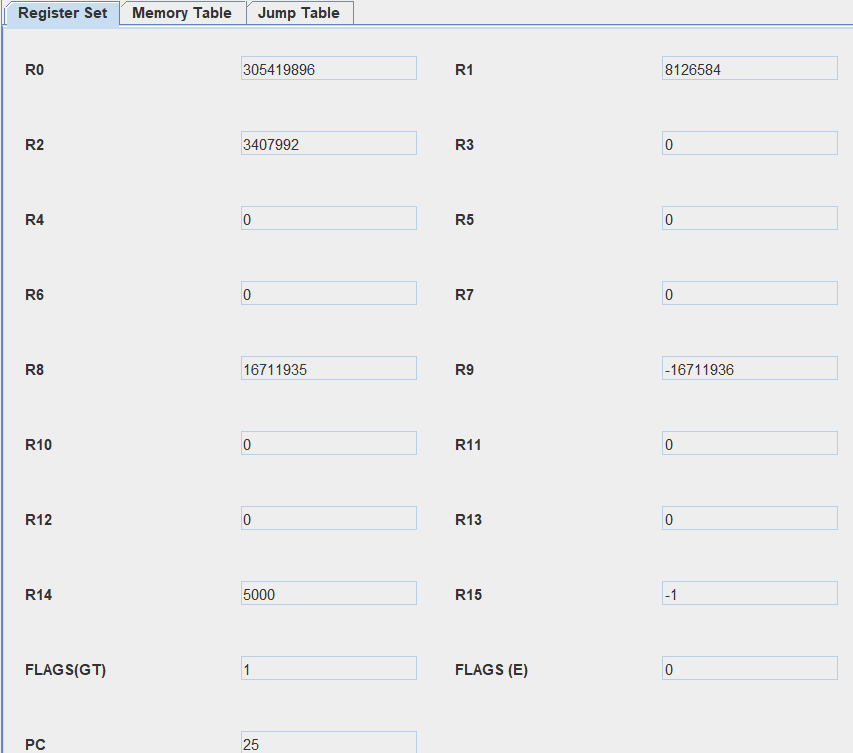 Register Set Memory Table Jump Table
R0 305419896 R1 8126584
R2 3407992 R3 0
R4 0 R5 0
R6 0 R7 0
R8 16711935 R9 -16711936
R10 0 R11 0
R12 0 R13 0
R14 5000 R15 -1
FLAGS(GT) 1 FLAGS (E) 0
PC 25